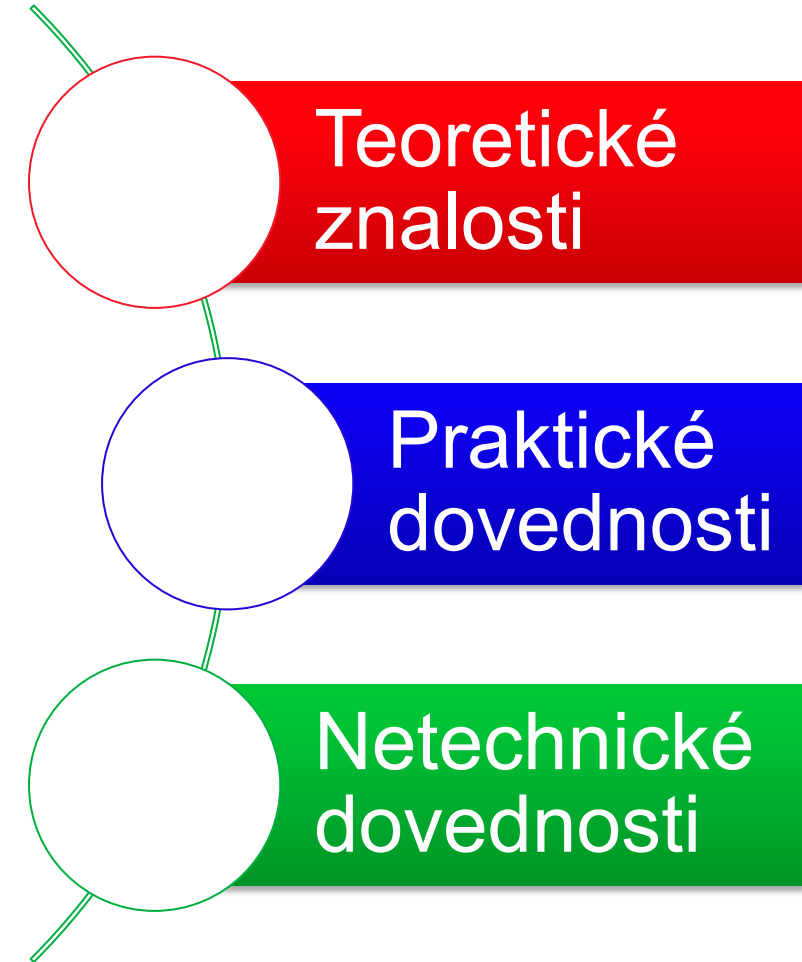 Teoretické
znalosti
Praktické
dovednosti
Netechnické
dovednosti